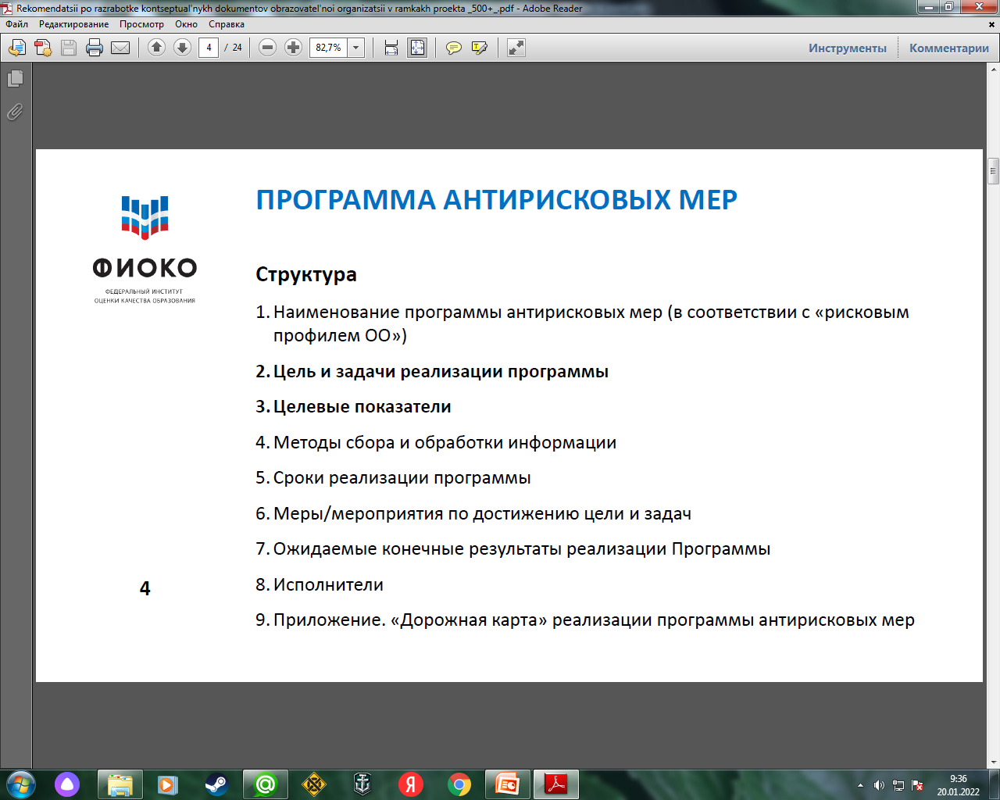 Rekomendatsii po razrabotke kontseptual'nykh dokumentov obrazovatel'noi organizatsii v ramkakh proekta _500+_.pdf - Adobe Reader
Файл Редактирование Просмотр Окно Справка
4 / 24 82,7% Инструменты Комментарии
ПРОГРАММА АНТИРИСКОВЫХ МЕР
ФИОКО
ФЕДЕРАЛЬНЫЙ ИНСТИТУТ
ОЦЕНКИ КАЧЕСТВА ОБРАЗОВАНИЯ
Структура
1. Наименование программы антирисковых мер (в соответствии с «рисковым
профилем ОО»)
2. Цель и задачи реализации программы
3. Целевые показатели
4. Методы сбора и обработки информации
5. Сроки реализации программы
6. Меры/мероприятия по достижению цели и задач
7. Ожидаемые конечные результаты реализации Программы
8. Исполнители
9. Приложение. «Дорожная карта» реализации программы антирисковых мер
4
9:36
20.01.2022